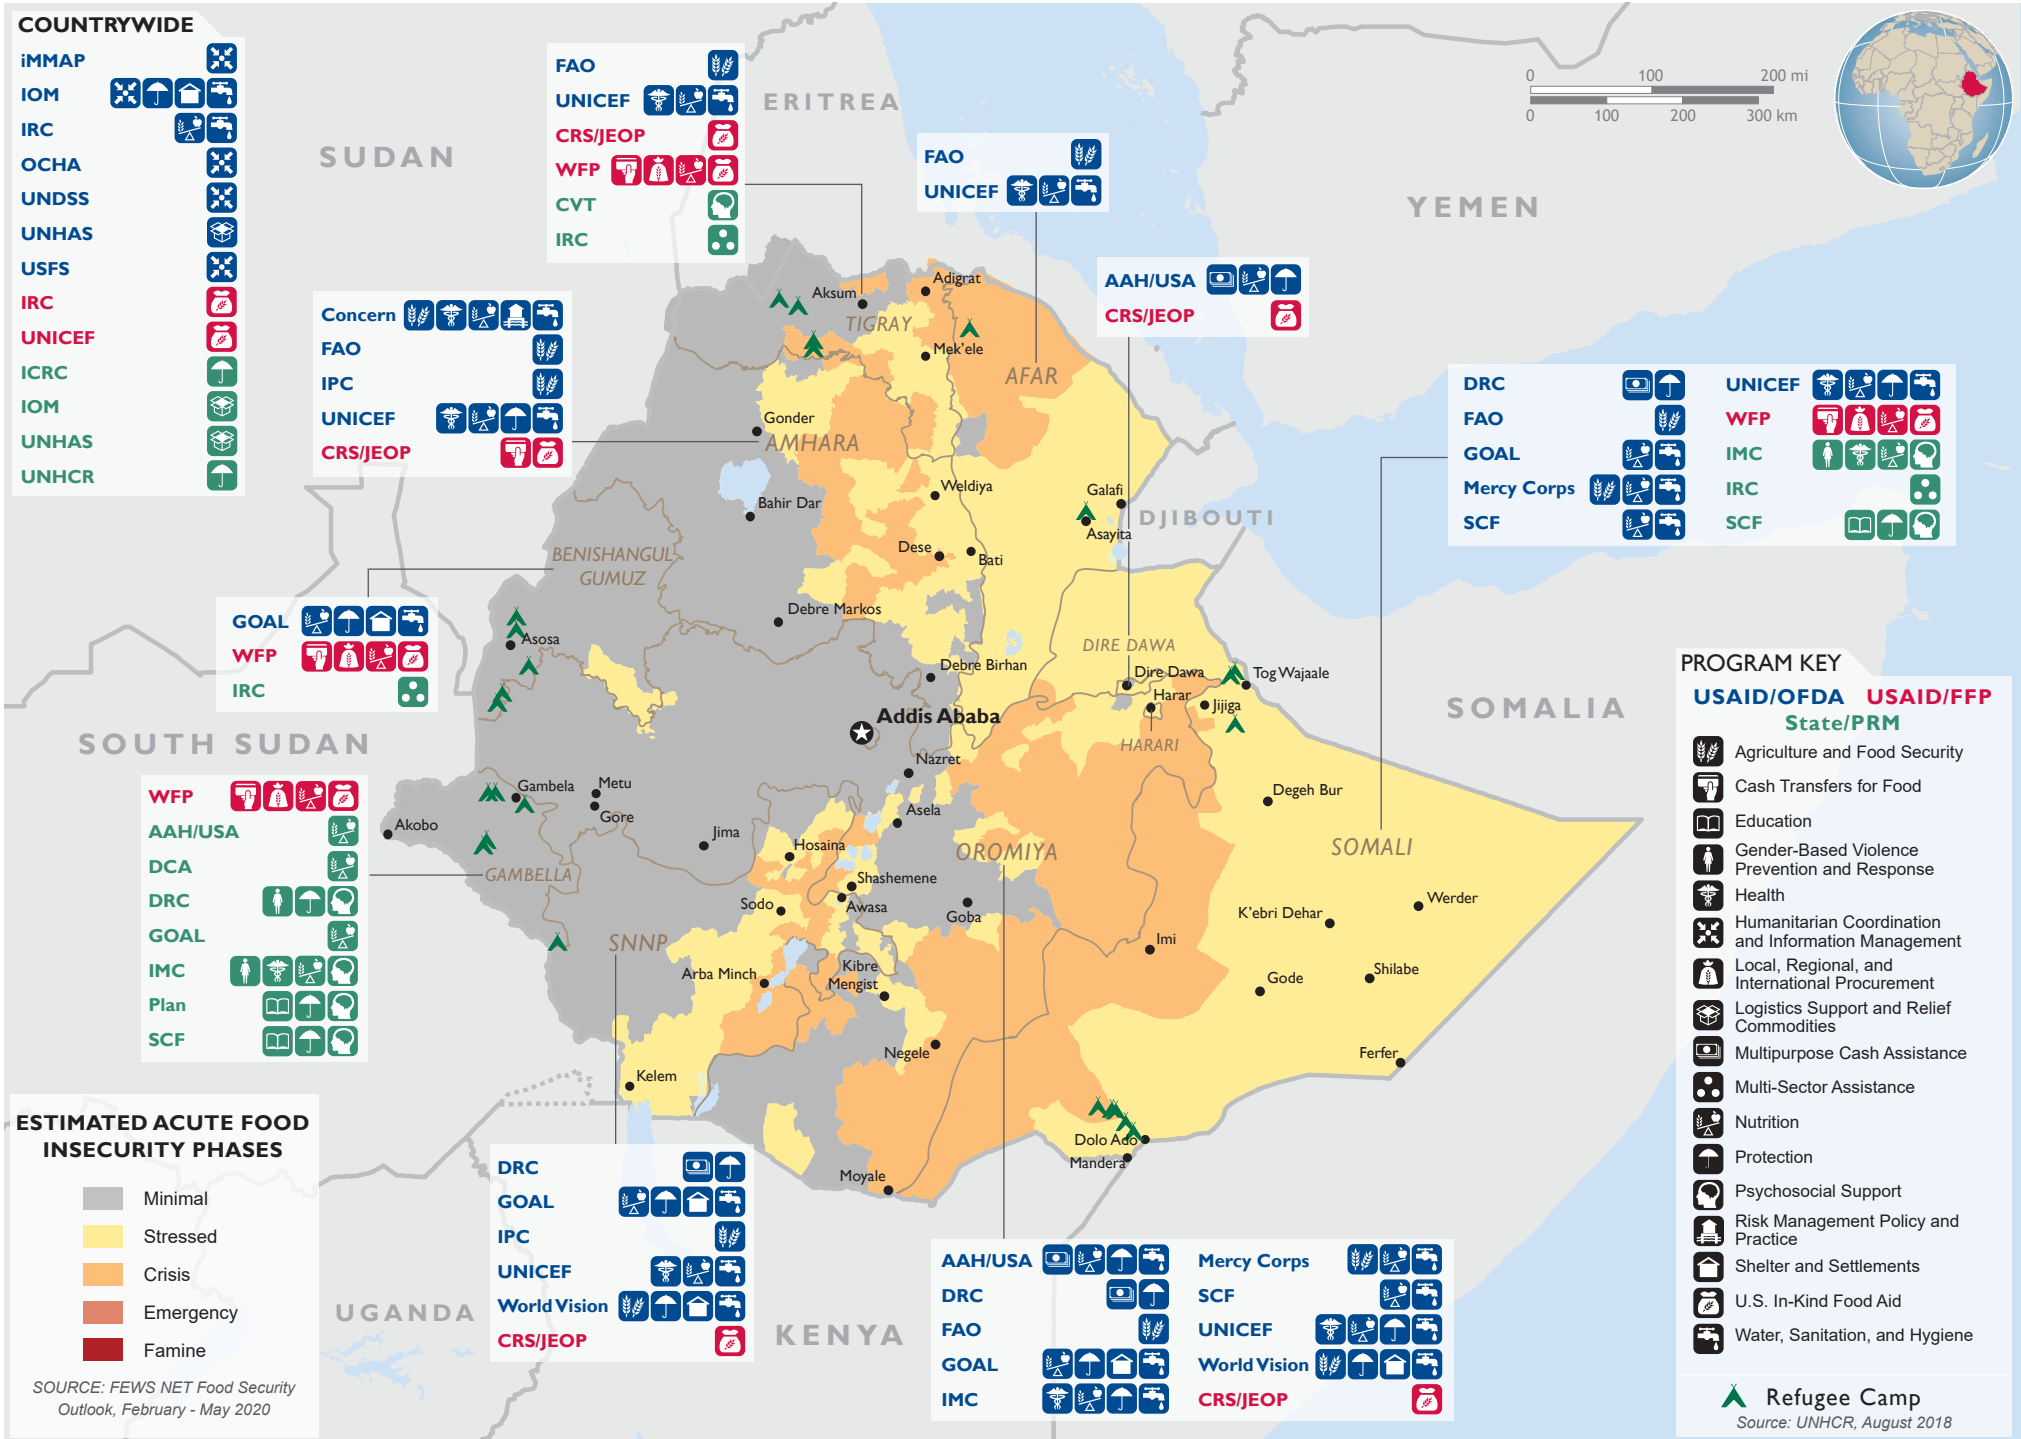 COUNTRYWIDE
iMMAP
IOM
IRC
OCHA
UNDSS
UNHAS
USFS
IRC
UNICEF
ICRC
IOM
UNHAS
UNHCR
FAO
UNICEF
CRS/JEOP
WFP
CVT
IRC
FAO
UNICEF
AAH/USA
CRS/JEOP
Concern
FAO
IPC
UNICEF
CRS/JEOP
DRC
FAO
GOAL
Mercy Corps
SCF
UNICEF
WFP
IMC
IRC
SCF
GOAL
WFP
IRC
WFP
AAH/USA
DCA
DRC
GOAL
IMC
Plan
SCF
DRC
GOAL
IPC
UNICEF
World Vision
CRS/JEOP
AAH/USA
DRC
FAO
GOAL
IMC
Mercy Corps
SCF
UNICEF
World Vision
CRS/JEOP
0 100 200 mi
0 100 200 300 km
SUDAN
ERITREA
YEMEN
DJIBOUTI
SOMALIA
SOUTH SUDAN
UGANDA
KENYA
TIGRAY
AFAR
AMHARA
BENISHANGUL
GUMUZ
DIRE DAWA
HARARI
OROMIYA
SOMALI
GAMBELLA
SNNP
Aksum
Adigrat
Mek'ele
Gonder
Bahir Dar
Weldiya
Galafi
Asayita
Dese
Bati
Debre Markos
Asosa
Debre Birhan
Dire Dawa
Tog Wajaale
Harar
Jijiga
Addis Ababa
Nazret
Gambela
Metu
Gore
Akobo
Jima
Asela
Degeh Bur
Hosaina
Shashemene
Awasa
Sodo
Goba
Werder
K'ebri Dehar
Imi
Arba Minch
Kibre
Mengist
Shilabe
Gode
Negele
Ferfer
Kelem
Dolo Ado
Mandera
Moyale
PROGRAM KEY
USAID/OFDA USAID/FFP
State/PRM
Agriculture and Food Security
Cash Transfers for Food
Education
Gender-Based Violence
Prevention and Response
Health
Humanitarian Coordination
and Information Management
Local, Regional, and
International Procurement
Logistics Support and Relief
Commodities
Multipurpose Cash Assistance
Multi-Sector Assistance
Nutrition
Protection
Psychosocial Support
Risk Management Policy and
Practice
Shelter and Settlements
U.S. In-Kind Food Aid
Water, Sanitation, and Hygiene
Refugee Camp
Source: UNHCR, August 2018
ESTIMATED ACUTE FOOD
INSECURITY PHASES
Minimal
Stressed
Crisis
Emergency
Famine
SOURCE: FEWS NET Food Security
Outlook, February - May 2020